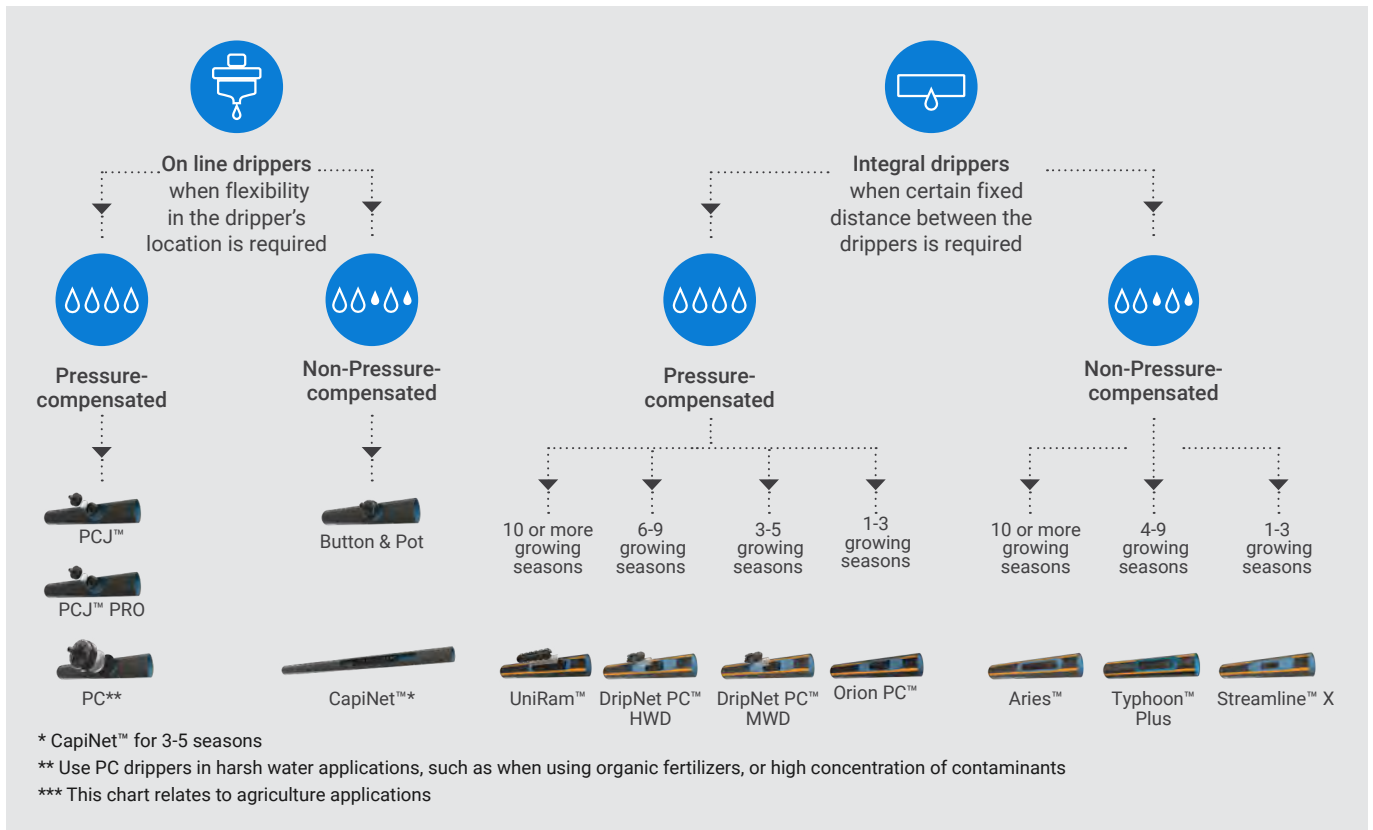 On line drippers
when flexibility
in the dripper's
location is required
Integral drippers
when certain fixed
distance between the
drippers is required
Pressure-
compensated
Non-Pressure-
compensated
Pressure-
compensated
Non-Pressure-
compensated
PCJ™
PCJ™ PRO
PC**
Button & Pot
CapiNet™*
10 or more
growing
seasons
6-9
growing
seasons
3-5
growing
seasons
1-3
growing
seasons
10 or more
growing
seasons
4-9
growing
seasons
1-3
growing
seasons
UniRam™
DripNet PC™
HWD
DripNet PC™
MWD
Orion PC™
Aries™
Typhoon™
Plus
Streamline™ X
* CapiNet™ for 3-5 seasons
** Use PC drippers in harsh water applications, such as when using organic fertilizers, or high concentration of contaminants
*** This chart relates to agriculture applications